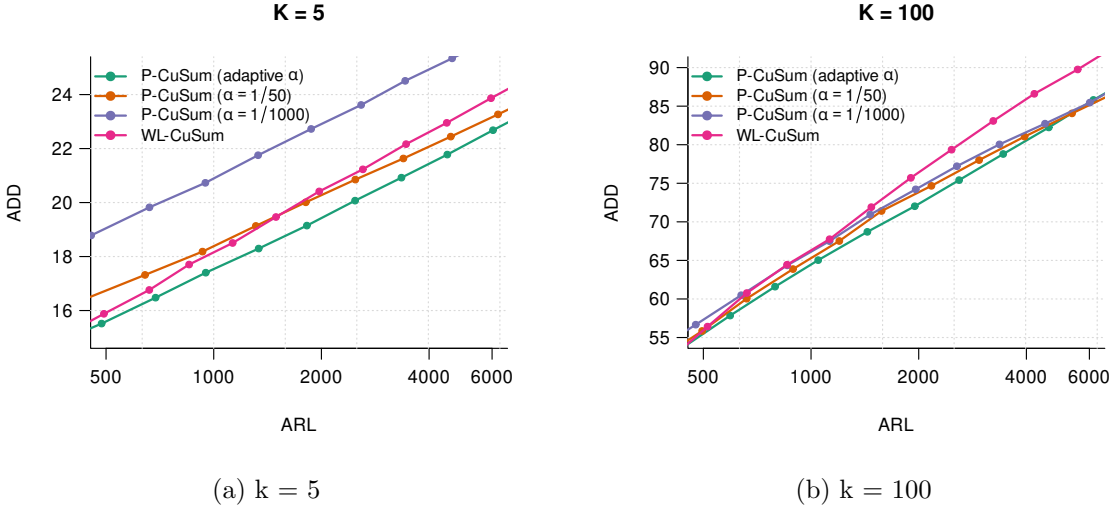 K = 5
P-CuSum (adaptive α)
P-CuSum (α = 1/50)
P-CuSum (α = 1/1000)
WL-CuSum
24
22
20
18
16
ADD
500 1000 2000 4000 6000
ARL
(a) k = 5
K = 100
P-CuSum (adaptive α)
P-CuSum (α = 1/50)
P-CuSum (α = 1/1000)
WL-CuSum
90
85
80
75
70
65
60
55
ADD
500 1000 2000 4000 6000
ARL
(b) k = 100